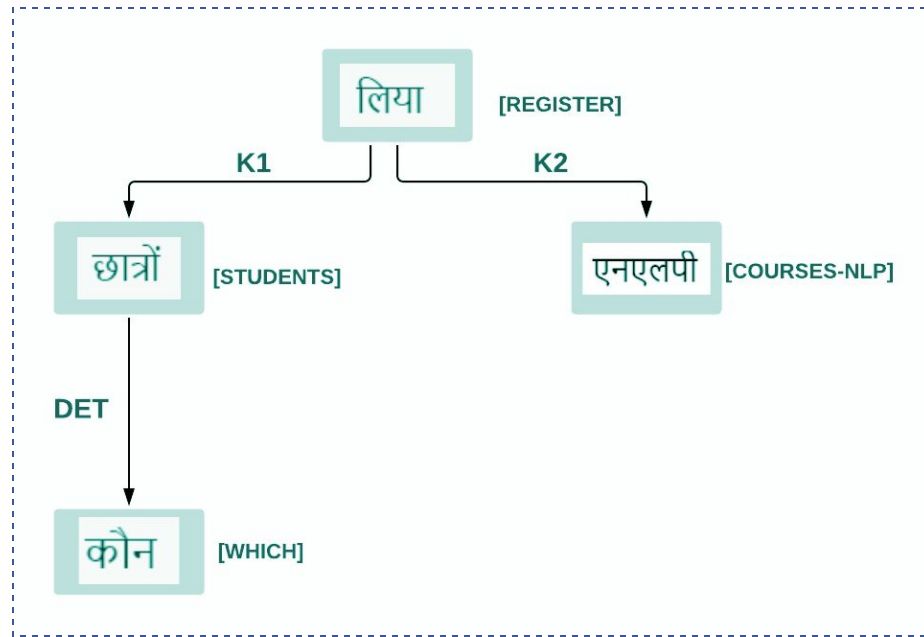 लिया [REGISTER]
K1 K2
छात्रों [STUDENTS] एनएलपी [COURSES-NLP]
DET
कौन [WHICH]